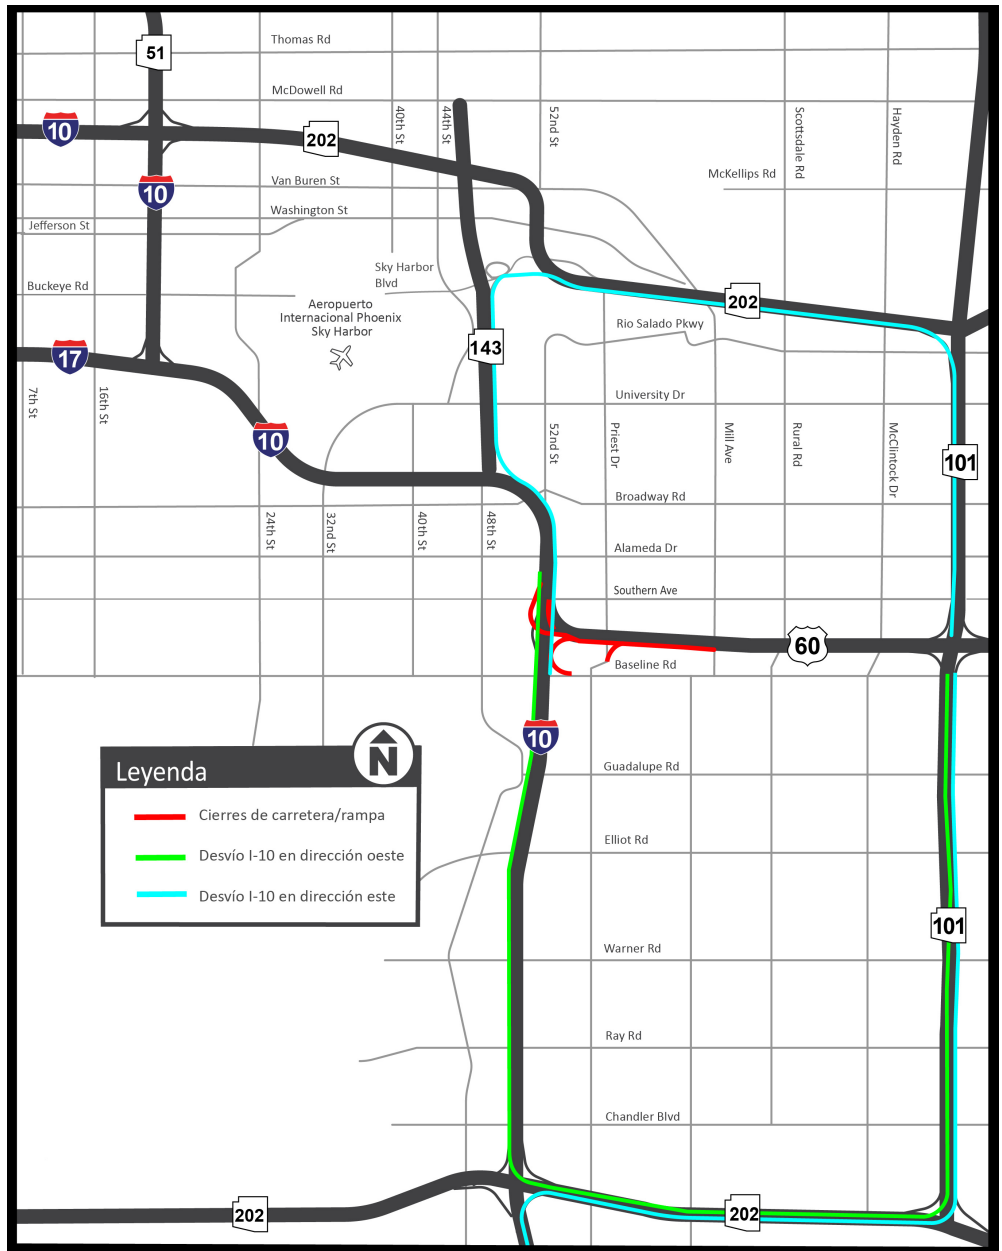 Thomas Rd
51
McDowell Rd
10
202
40th St
44th St
52nd St
Scottsdale Rd
Hayden Rd
McKellips Rd
Van Buren St
10
Washington St
Jefferson St
Sky Harbor
Blvd
Buckeye Rd
Aeropuerto
Internacional Phoenix
Sky Harbor
202
Rio Salado Pkwy
143
17
7th St
16th St
University Dr
10
52nd St
Priest Dr
Mill Ave
Rural Rd
McClintock Dr
101
Broadway Rd
24th St
32nd St
40th St
48th St
Alameda Dr
Southern Ave
60
Baseline Rd
10
N
Leyenda
Cierres de carretera/rampa
Desvío I-10 en dirección oeste
Desvío I-10 en dirección este
Guadalupe Rd
Elliot Rd
101
Warner Rd
Ray Rd
Chandler Blvd
202
202